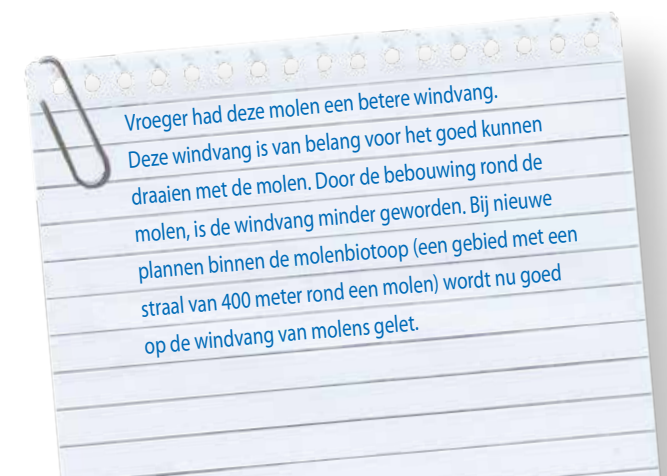 Vroeger had deze molen een betere windvang.
Deze windvang is van belang voor het goed kunnen
draaien met de molen. Door de bebouwing rond de
molen, is de windvang minder geworden. Bij nieuwe
plannen binnen de molenbiotoop (een gebied met een
straal van 400 meter rond een molen) wordt nu goed
op de windvang van molens gelet.